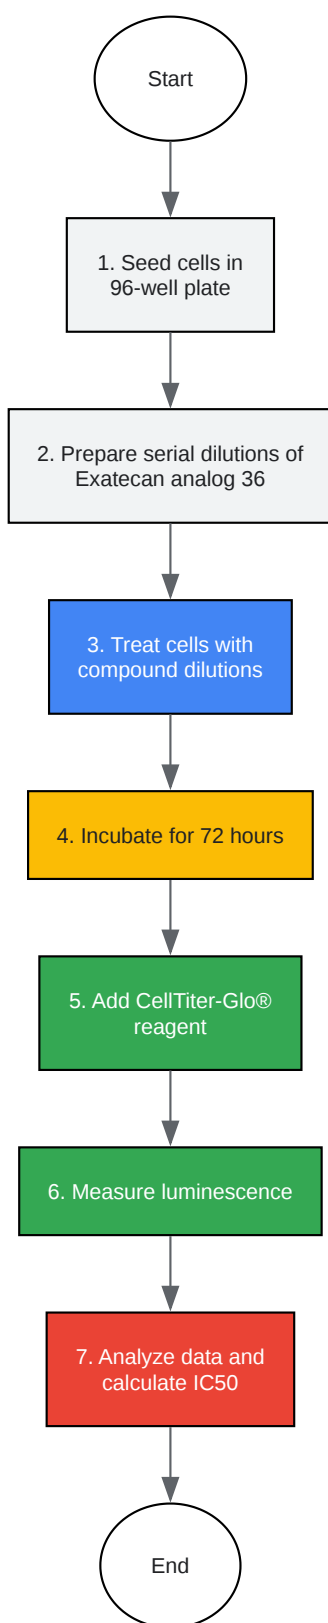 Start
1. Seed cells in
96-well plate
2. Prepare serial dilutions of
Exatecan analog 36
3. Treat cells with
compound dilutions
4. Incubate for 72 hours
5. Add CellTiter-Glo®
reagent
6. Measure luminescence
7. Analyze data and
calculate IC50
End